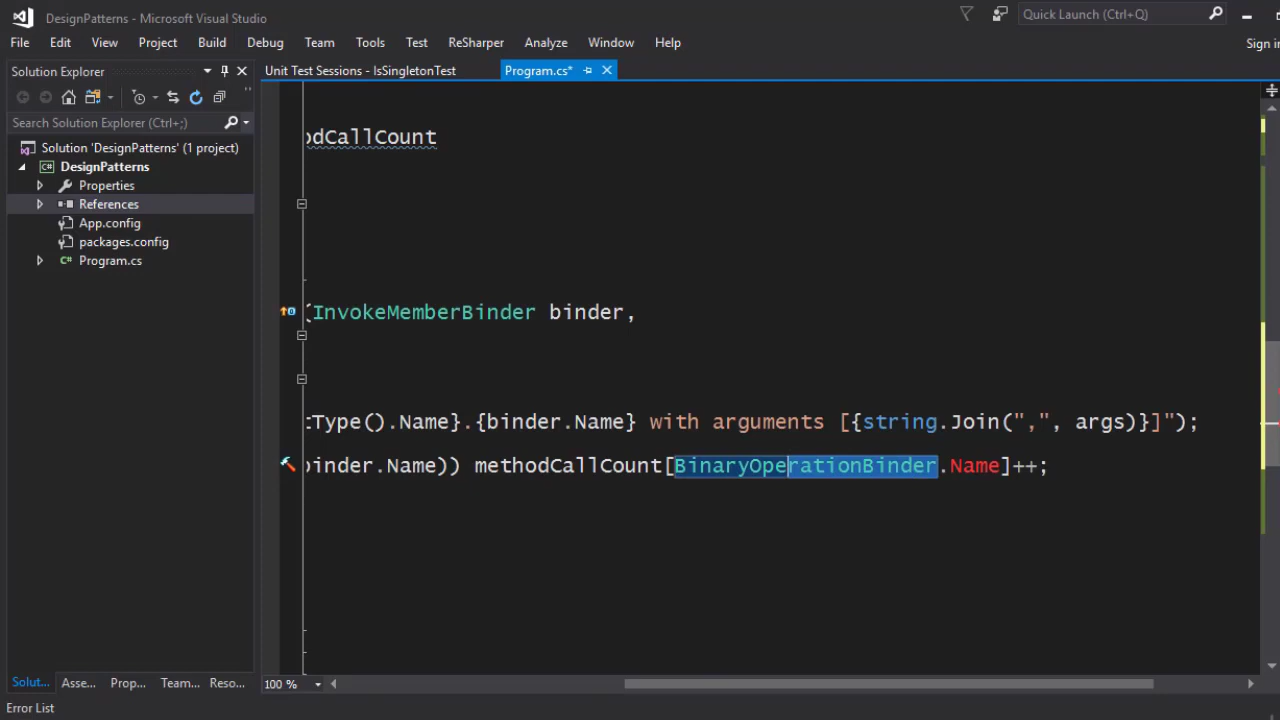 DesignPatterns - Microsoft Visual Studio
Quick Launch (Ctrl+Q)
File Edit View Project Build Debug Team Tools Test ReSharper Analyze Window Help
Sign in
Solution Explorer
Unit Test Sessions - IsSingletonTest
Program.cs*
Search Solution Explorer (Ctrl+;)
Solution 'DesignPatterns' (1 project)
DesignPatterns
Properties
References
App.config
packages.config
Program.cs
odCallCount
(InvokeMemberBinder binder,
tType().Name}.{binder.Name} with arguments [{string.Join(",", args)}]");
binder.Name)) methodCallCount[BinaryOperationBinder.Name]++;
Solut... Asse... Prop... Team... Reso...
100 %
Error List